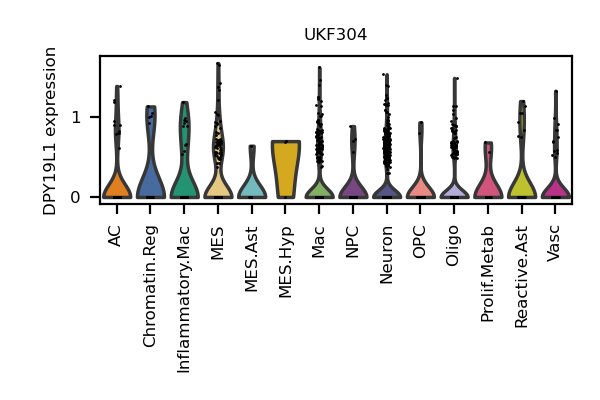 UKF304
DPY19L1 expression
1
0
AC
Chromatin.Reg
Inflammatory.Mac
MES
MES.Ast
MES.Hyp
Mac
NPC
Neuron
OPC
Oligo
Prolif.Metab
Reactive.Ast
Vasc